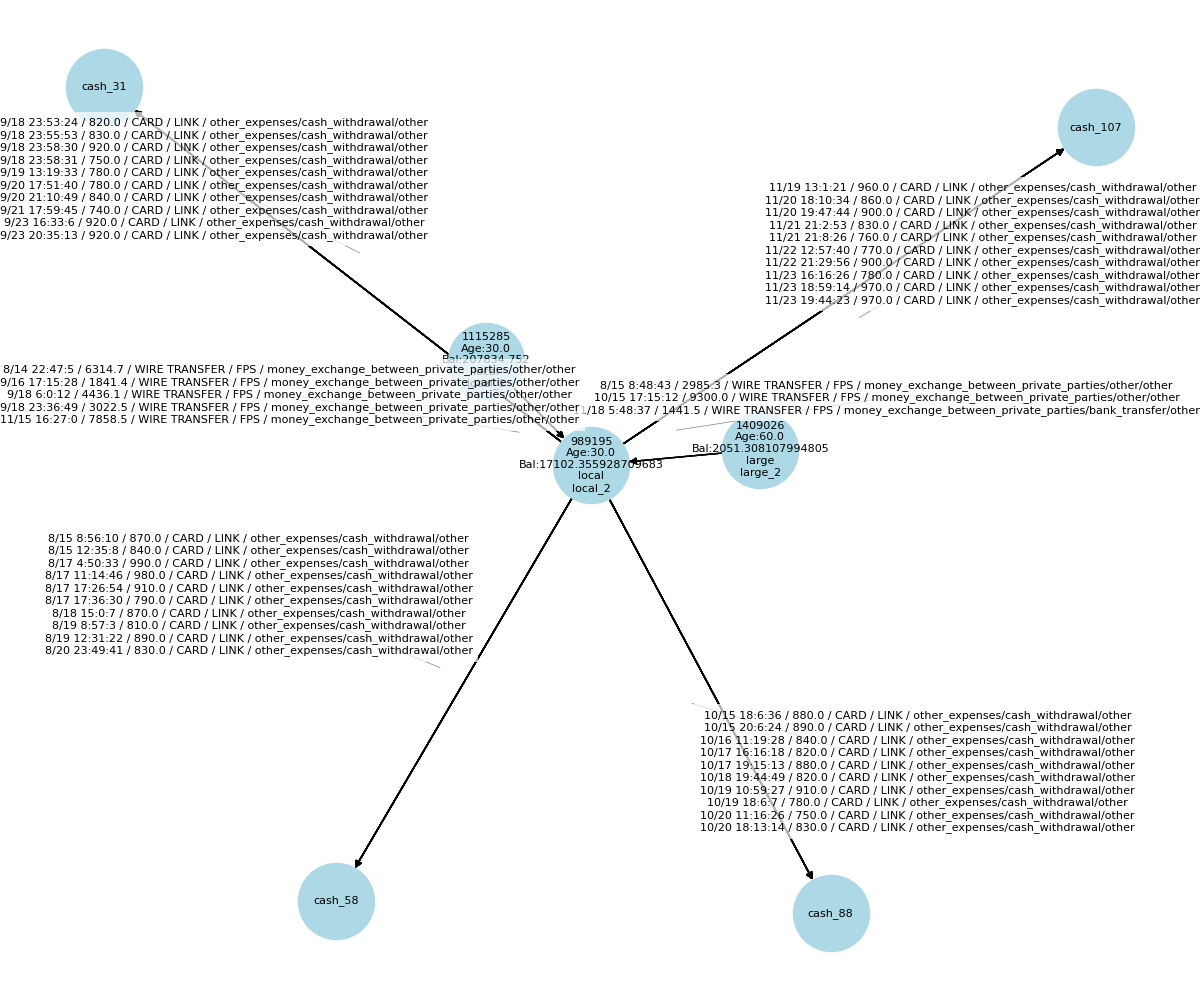 cash_31
9/18 23:53:24 / 820.0 / CARD / LINK / other_expenses/cash_withdrawal/other
9/18 23:55:53 / 830.0 / CARD / LINK / other_expenses/cash_withdrawal/other
9/18 23:58:30 / 920.0 / CARD / LINK / other_expenses/cash_withdrawal/other
9/18 23:58:31 / 750.0 / CARD / LINK / other_expenses/cash_withdrawal/other
9/19 13:19:33 / 780.0 / CARD / LINK / other_expenses/cash_withdrawal/other
9/20 17:51:40 / 780.0 / CARD / LINK / other_expenses/cash_withdrawal/other
9/20 21:10:49 / 840.0 / CARD / LINK / other_expenses/cash_withdrawal/other
9/21 17:59:45 / 740.0 / CARD / LINK / other_expenses/cash_withdrawal/other
9/23 16:33:6 / 920.0 / CARD / LINK / other_expenses/cash_withdrawal/other
9/23 20:35:13 / 920.0 / CARD / LINK / other_expenses/cash_withdrawal/other
cash_107
11/19 13:1:21 / 960.0 / CARD / LINK / other_expenses/cash_withdrawal/other
11/20 18:10:34 / 860.0 / CARD / LINK / other_expenses/cash_withdrawal/other
11/20 19:47:44 / 900.0 / CARD / LINK / other_expenses/cash_withdrawal/other
11/21 21:2:53 / 830.0 / CARD / LINK / other_expenses/cash_withdrawal/other
11/21 21:8:26 / 760.0 / CARD / LINK / other_expenses/cash_withdrawal/other
11/22 12:57:40 / 770.0 / CARD / LINK / other_expenses/cash_withdrawal/other
11/22 21:29:56 / 900.0 / CARD / LINK / other_expenses/cash_withdrawal/other
11/23 16:16:26 / 780.0 / CARD / LINK / other_expenses/cash_withdrawal/other
11/23 18:59:14 / 970.0 / CARD / LINK / other_expenses/cash_withdrawal/other
11/23 19:44:23 / 970.0 / CARD / LINK / other_expenses/cash_withdrawal/other
1115285
Age:30.0
Bal:207834.752
8/14 22:47:5 / 6314.7 / WIRE TRANSFER / FPS / money_exchange_between_private_parties/other/other
9/16 17:15:28 / 1841.4 / WIRE TRANSFER / FPS / money_exchange_between_private_parties/other/other
9/18 6:0:12 / 4436.1 / WIRE TRANSFER / FPS / money_exchange_between_private_parties/other/other
9/18 23:36:49 / 3022.5 / WIRE TRANSFER / FPS / money_exchange_between_private_parties/other/other
11/15 16:27:0 / 7858.5 / WIRE TRANSFER / FPS / money_exchange_between_private_parties/other/other
8/15 8:48:43 / 2985.3 / WIRE TRANSFER / FPS / money_exchange_between_private_parties/other/other
10/15 17:15:12 / 9300.0 / WIRE TRANSFER / FPS / money_exchange_between_private_parties/other/other
11/18 5:48:37 / 1441.5 / WIRE TRANSFER / FPS / money_exchange_between_private_parties/bank_transfer/other
989195
Age:30.0
Bal:17102.355928709683
local
local_2
1409026
Age:60.0
Bal:2051.308107994805
large
large_2
8/15 8:56:10 / 870.0 / CARD / LINK / other_expenses/cash_withdrawal/other
8/15 12:35:8 / 840.0 / CARD / LINK / other_expenses/cash_withdrawal/other
8/17 4:50:33 / 990.0 / CARD / LINK / other_expenses/cash_withdrawal/other
8/17 11:14:46 / 980.0 / CARD / LINK / other_expenses/cash_withdrawal/other
8/17 17:26:54 / 910.0 / CARD / LINK / other_expenses/cash_withdrawal/other
8/17 17:36:30 / 790.0 / CARD / LINK / other_expenses/cash_withdrawal/other
8/18 15:0:7 / 870.0 / CARD / LINK / other_expenses/cash_withdrawal/other
8/19 8:57:3 / 810.0 / CARD / LINK / other_expenses/cash_withdrawal/other
8/19 12:31:22 / 890.0 / CARD / LINK / other_expenses/cash_withdrawal/other
8/20 23:49:41 / 830.0 / CARD / LINK / other_expenses/cash_withdrawal/other
10/15 18:6:36 / 880.0 / CARD / LINK / other_expenses/cash_withdrawal/other
10/15 20:6:24 / 890.0 / CARD / LINK / other_expenses/cash_withdrawal/other
10/16 11:19:28 / 840.0 / CARD / LINK / other_expenses/cash_withdrawal/other
10/17 16:16:18 / 820.0 / CARD / LINK / other_expenses/cash_withdrawal/other
10/17 19:15:13 / 880.0 / CARD / LINK / other_expenses/cash_withdrawal/other
10/18 19:44:49 / 820.0 / CARD / LINK / other_expenses/cash_withdrawal/other
10/19 10:59:27 / 910.0 / CARD / LINK / other_expenses/cash_withdrawal/other
10/19 18:6:7 / 780.0 / CARD / LINK / other_expenses/cash_withdrawal/other
10/20 11:16:26 / 750.0 / CARD / LINK / other_expenses/cash_withdrawal/other
10/20 18:13:14 / 830.0 / CARD / LINK / other_expenses/cash_withdrawal/other
cash_58
cash_88